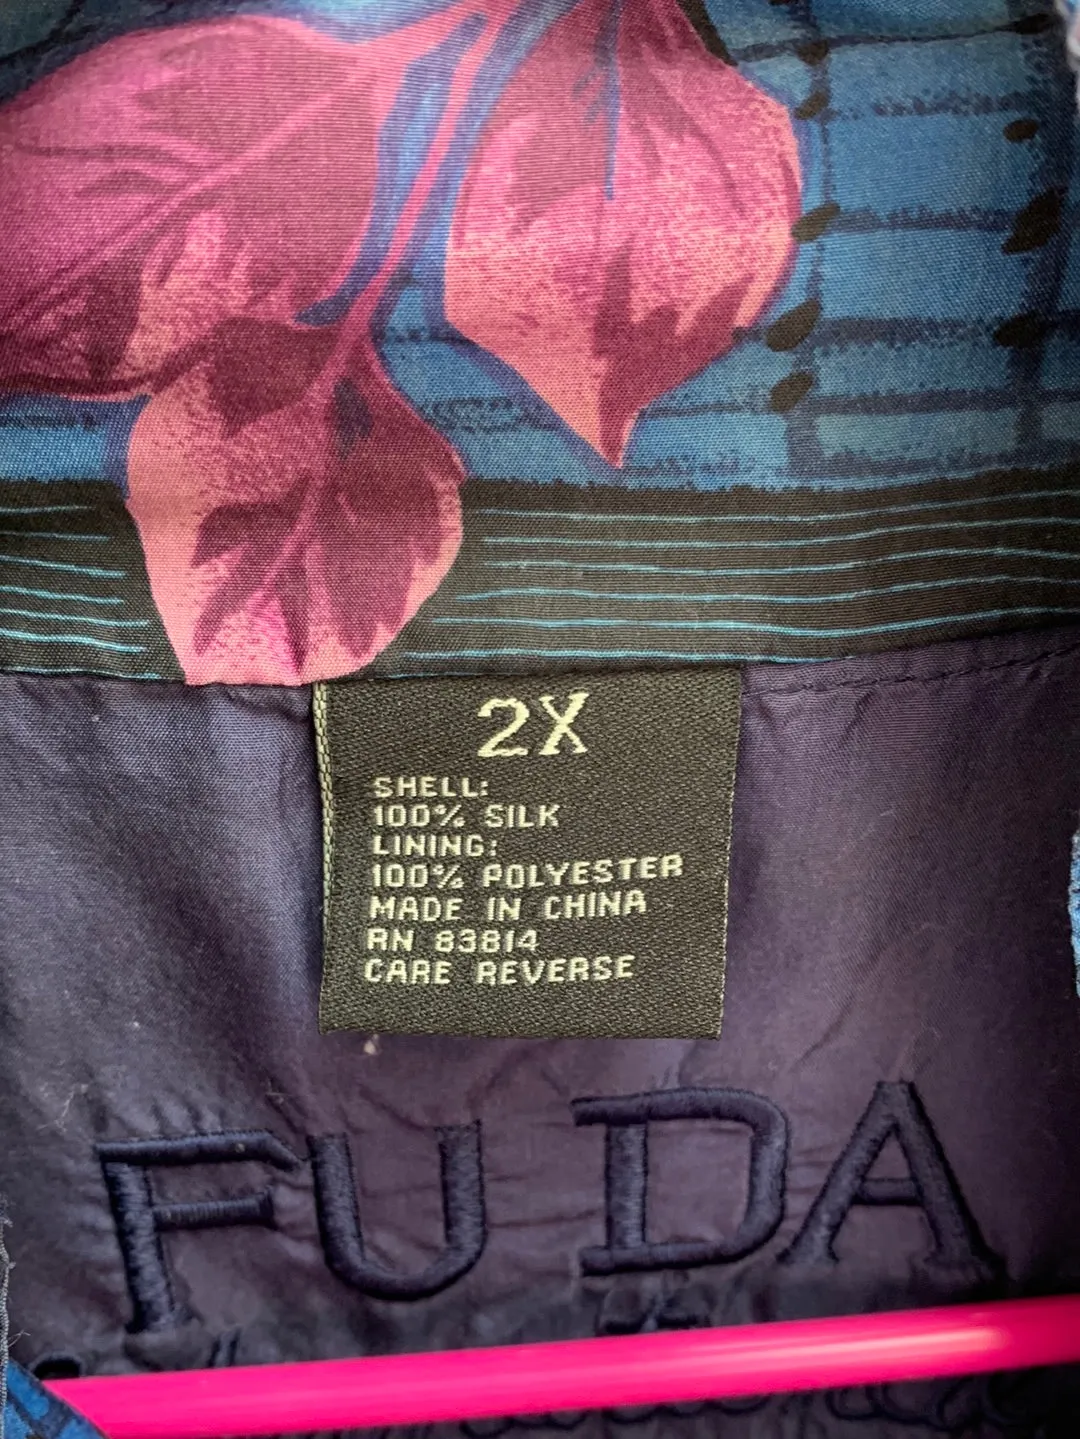 2X
SHELL:
100% SILK
LINING:
100% POLYESTER
MADE IN CHINA
RN 83814
CARE REVERSE
FU DA